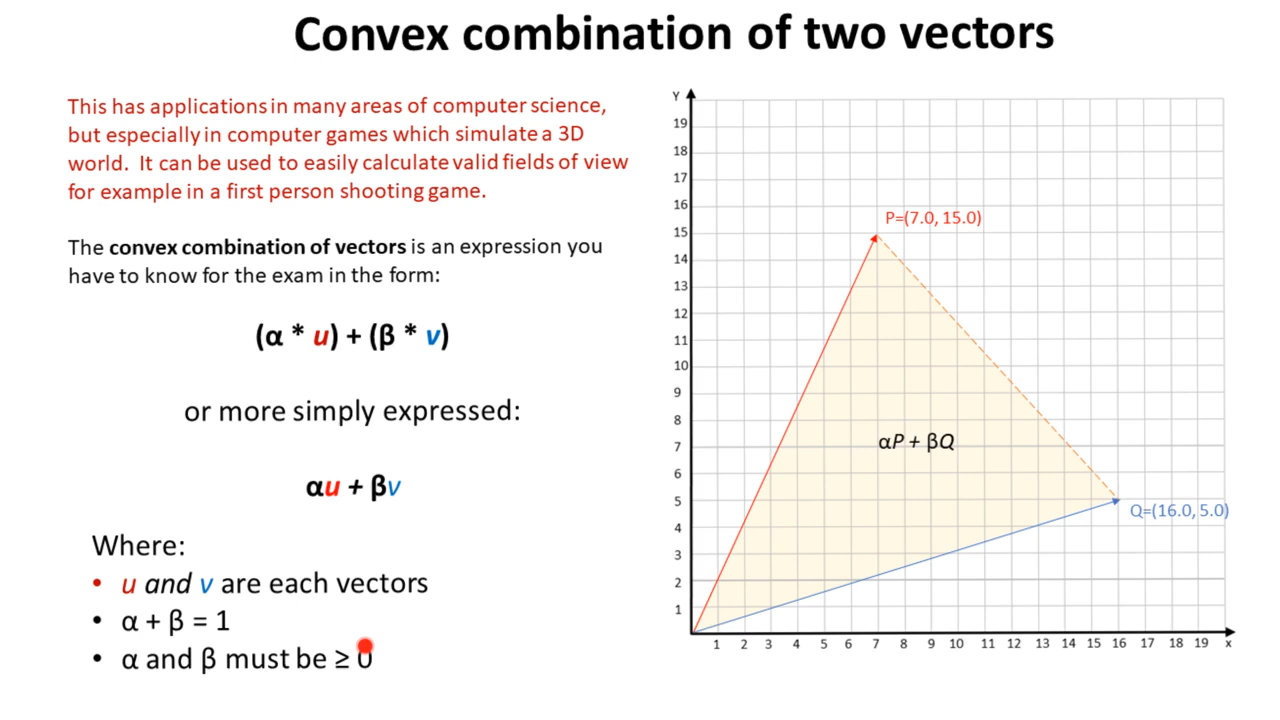 Convex combination of two vectors
This has applications in many areas of computer science,
but especially in computer games which simulate a 3D
world. It can be used to easily calculate valid fields of view
for example in a first person shooting game.
The convex combination of vectors is an expression you
have to know for the exam in the form:
(α * u) + (β * v)
or more simply expressed:
αu + βv
Where:
• u and v are each vectors
• α + β = 1
• α and β must be ≥ 0
Y
19
18
17
16
15
14
13
12
11
10
9
8
7
6
5
4
3
2
1
P=(7.0, 15.0)
αP + βQ
Q=(16.0, 5.0)
1 2 3 4 5 6 7 8 9 10 11 12 13 14 15 16 17 18 19 x